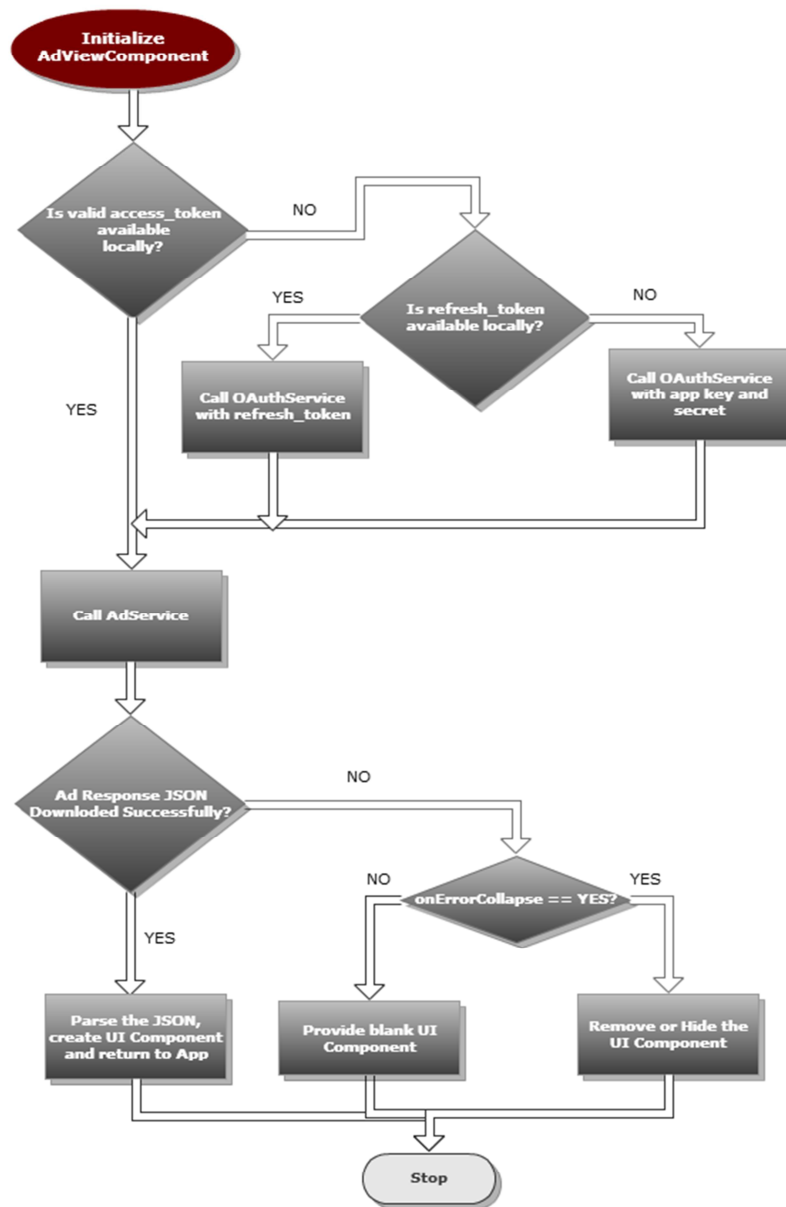 Initialize
AdViewComponent
Is valid access_token
available
locally?
NO
Is refresh_token
available locally?
YES
NO
Call OAuthService
with refresh_token
Call OAuthService
with app key and
secret
YES
Call AdService
Ad Response JSON
Downloded Successfully?
NO
onErrorCollapse == YES?
NO
YES
YES
Parse the JSON,
create UI Component
and return to App
Provide blank UI
Component
Remove or Hide the
UI Component
Stop